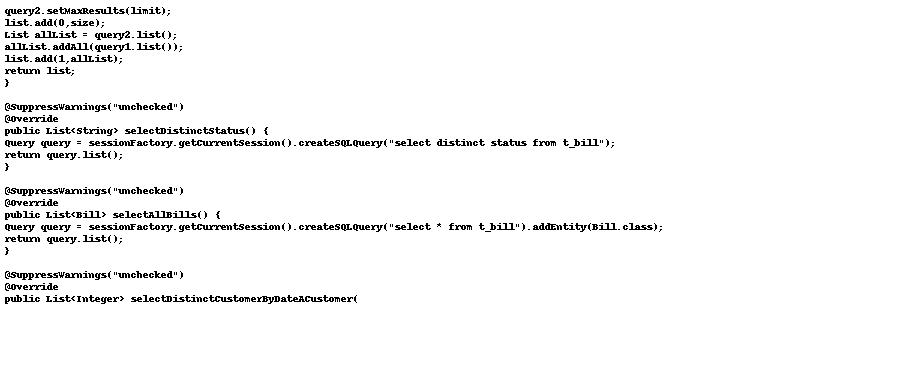 query2.setMaxResults(limit);
list.add(0,size);
List allList = query2.list();
allList.addAll(query1.list());
list.add(1,allList);
return list;
}
@SuppressWarnings("unchecked")
@Override
public List<String> selectDistinctStatus() {
Query query = sessionFactory.getCurrentSession().createSQLQuery("select distinct status from t_bill");
return query.list();
}
@SuppressWarnings("unchecked")
@Override
public List<Bill> selectAllBills() {
Query query = sessionFactory.getCurrentSession().createSQLQuery("select * from t_bill").addEntity(Bill.class);
return query.list();
}
@SuppressWarnings("unchecked")
@Override
public List<Integer> selectDistinctCustomerByDateACustomer(